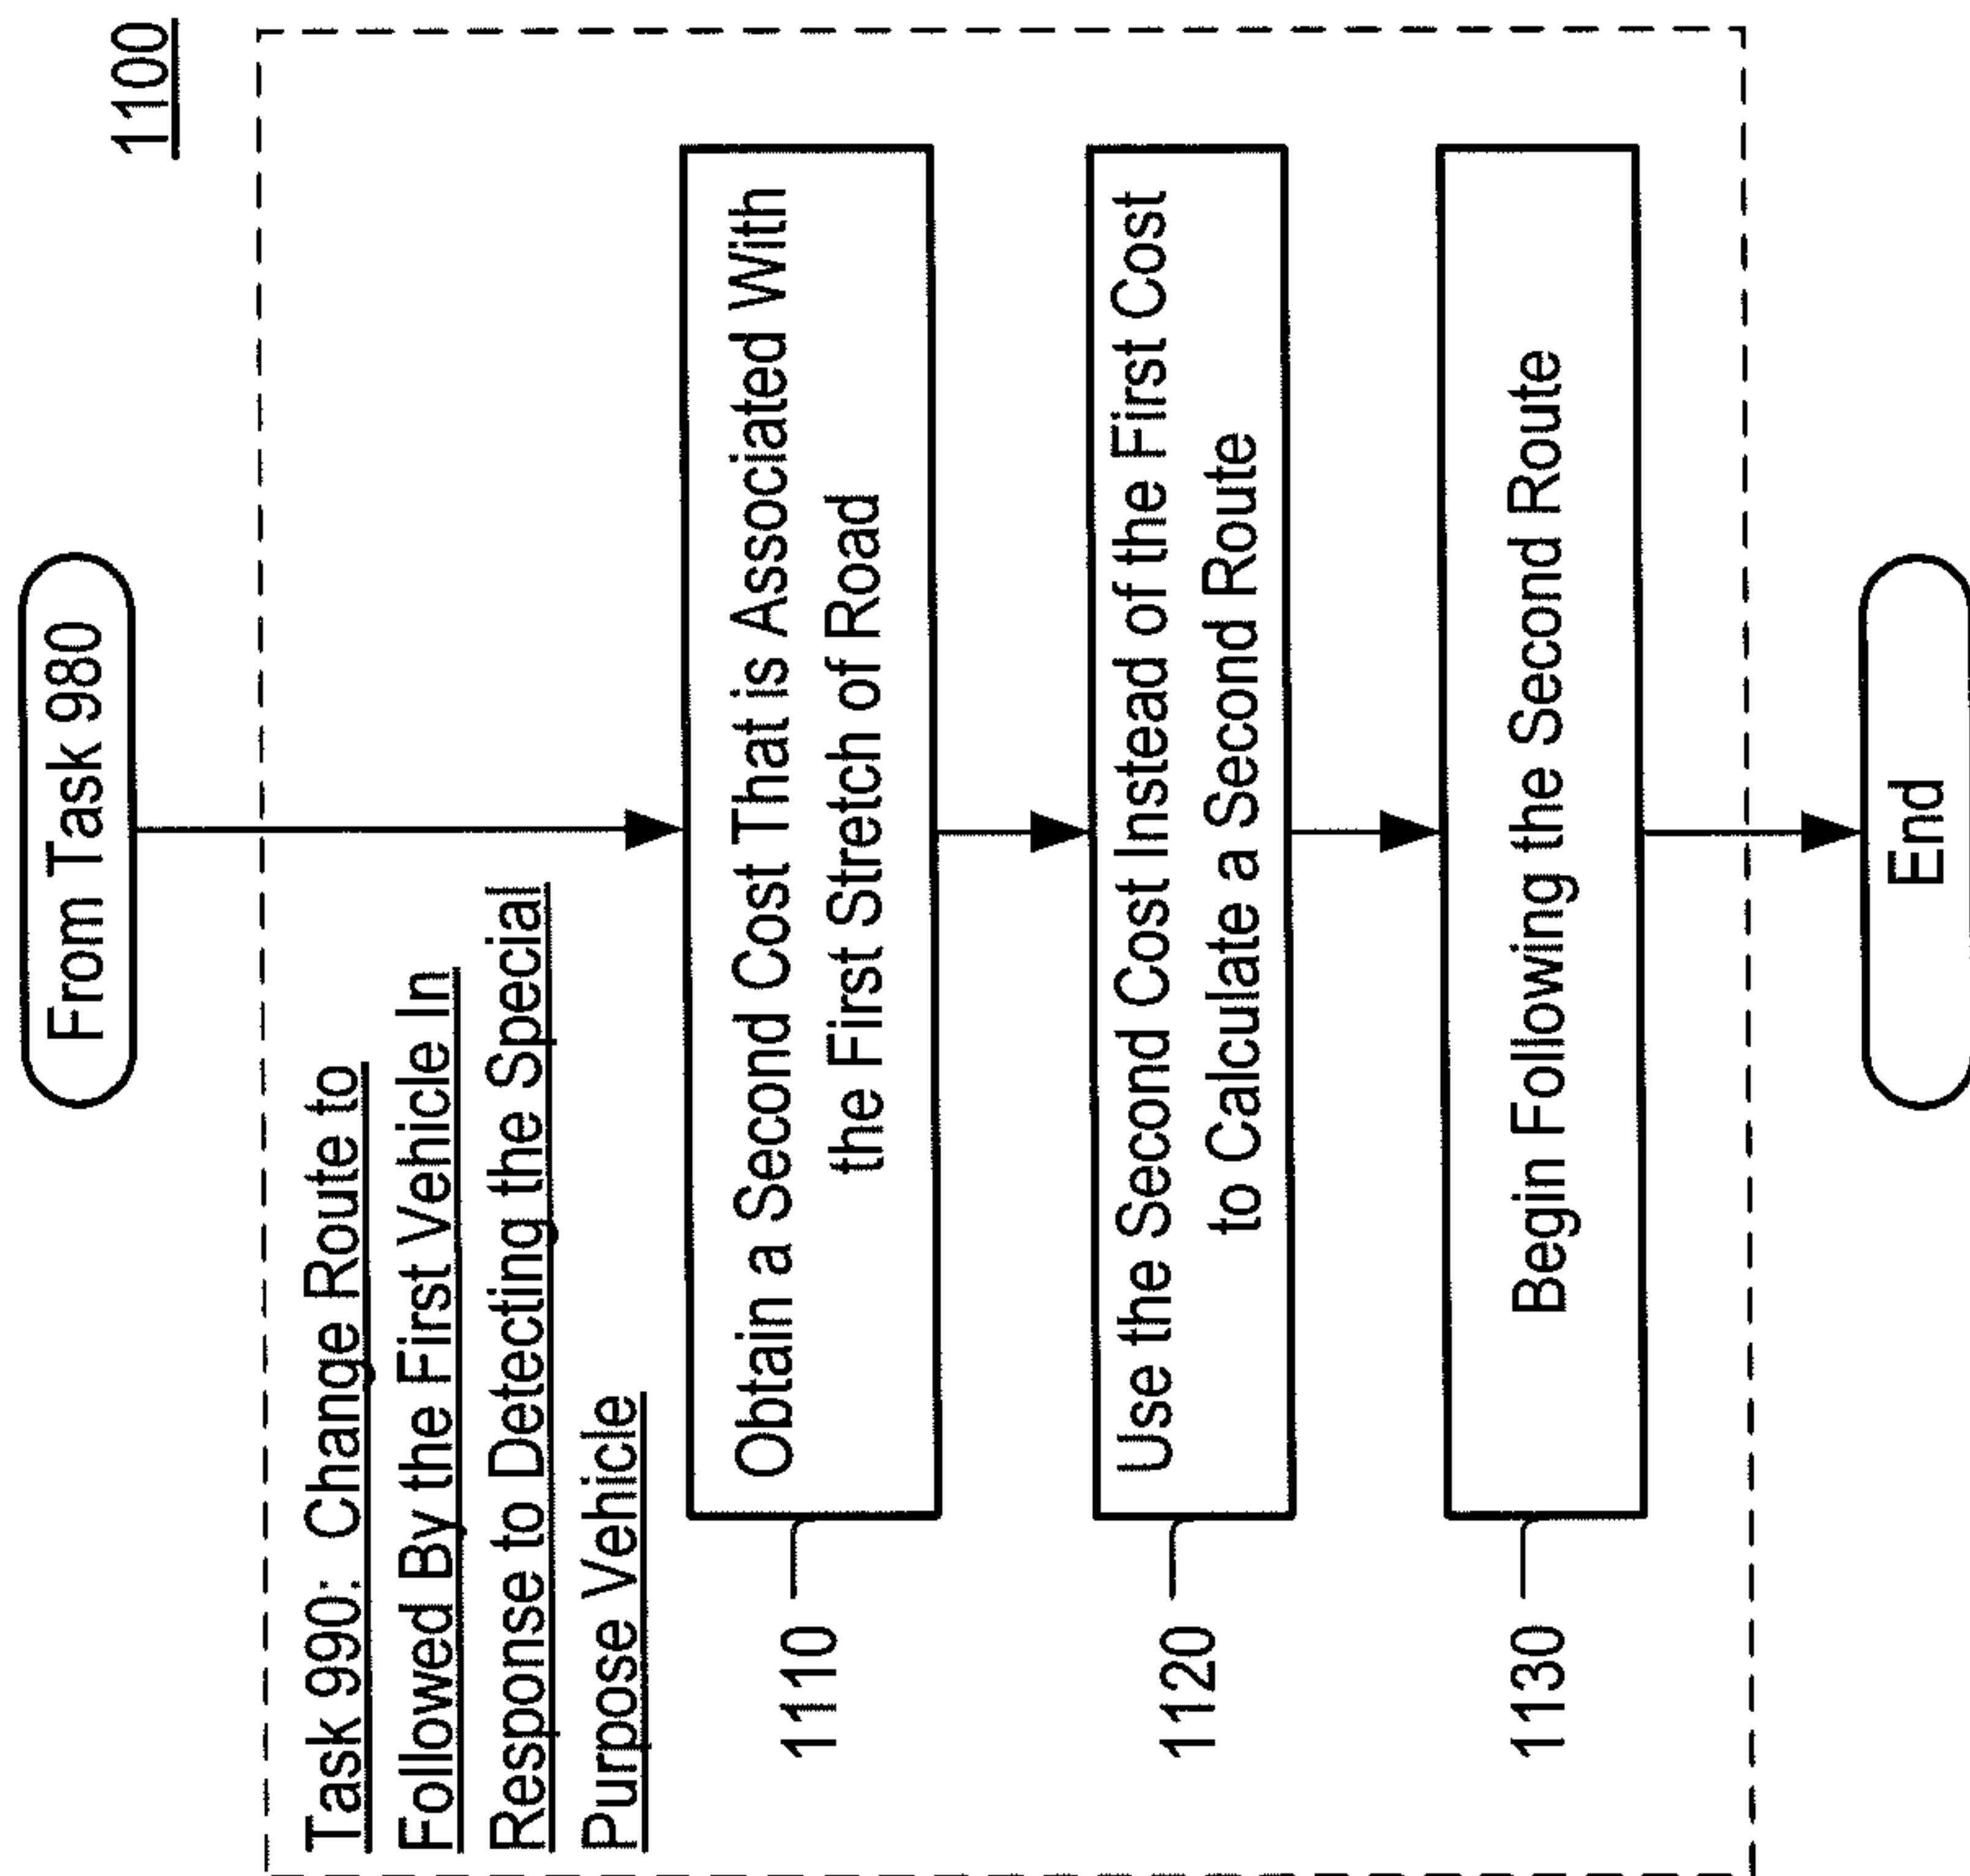 1100
From Task 980
Task 990: Change Route to
Followed By the First Vehicle In
Response to Detecting the Special
Purpose Vehicle
1110
Obtain a Second Cost That is Associated With
the First Stretch of Road
1120
Use the Second Cost Instead of the First Cost
to Calculate a Second Route
1130
Begin Following the Second Route
End